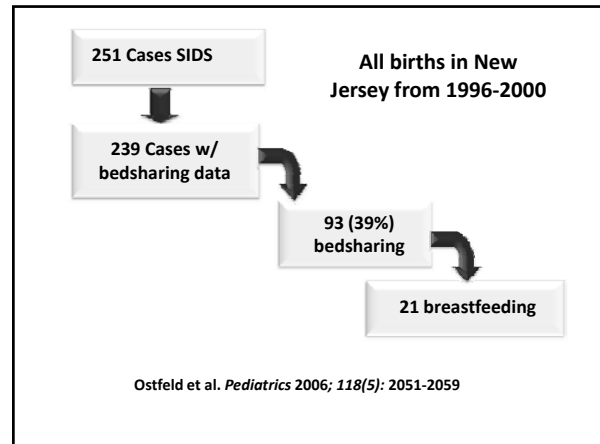 251 Cases SIDS
All births in New
Jersey from 1996-2000
239 Cases w/
bedsharing data
93 (39%)
bedsharing
21 breastfeeding
Ostfeld et al. Pediatrics 2006; 118(5): 2051-2059